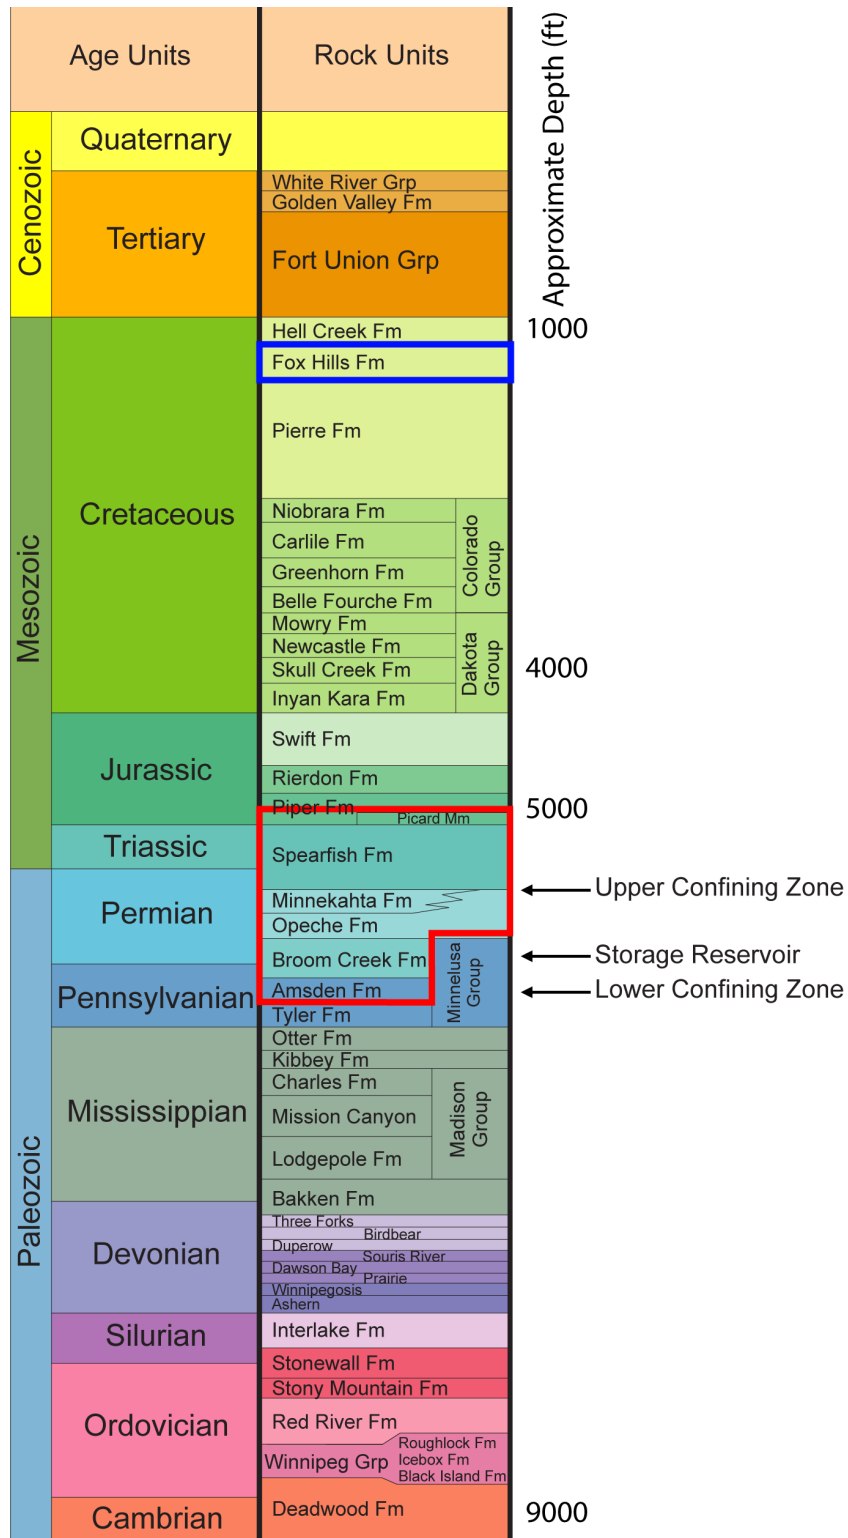 Age Units
Rock Units
Approximate Depth (ft)
Cenozoic
Quaternary
Tertiary
White River Grp
Golden Valley Fm
Fort Union Grp
1000
Mesozoic
Cretaceous
Hell Creek Fm
Fox Hills Fm
Pierre Fm
Niobrara Fm
Carlile Fm
Greenhorn Fm
Belle Fourche Fm
Colorado
Group
Mowry Fm
Newcastle Fm
Skull Creek Fm
Inyan Kara Fm
Dakota
Group
4000
Jurassic
Swift Fm
Rierdon Fm
Piper Fm
Picard Mm
5000
Triassic
Spearfish Fm
Paleozoic
Permian
Minnekahta Fm
Opeche Fm
Upper Confining Zone
Broom Creek Fm
Storage Reservoir
Pennsylvanian
Amsden Fm
Lower Confining Zone
Tyler Fm
Minnelusa
Group
Mississippian
Otter Fm
Kibbey Fm
Charles Fm
Mission Canyon
Lodgepole Fm
Madison
Group
Bakken Fm
Devonian
Three Forks
Birdbear
Duperow
Souris River
Dawson Bay
Prairie
Winnipegosis
Ashern
Silurian
Interlake Fm
Ordovician
Stonewall Fm
Stony Mountain Fm
Red River Fm
Winnipeg Grp
Roughlock Fm
Icebox Fm
Black Island Fm
Cambrian
Deadwood Fm
9000